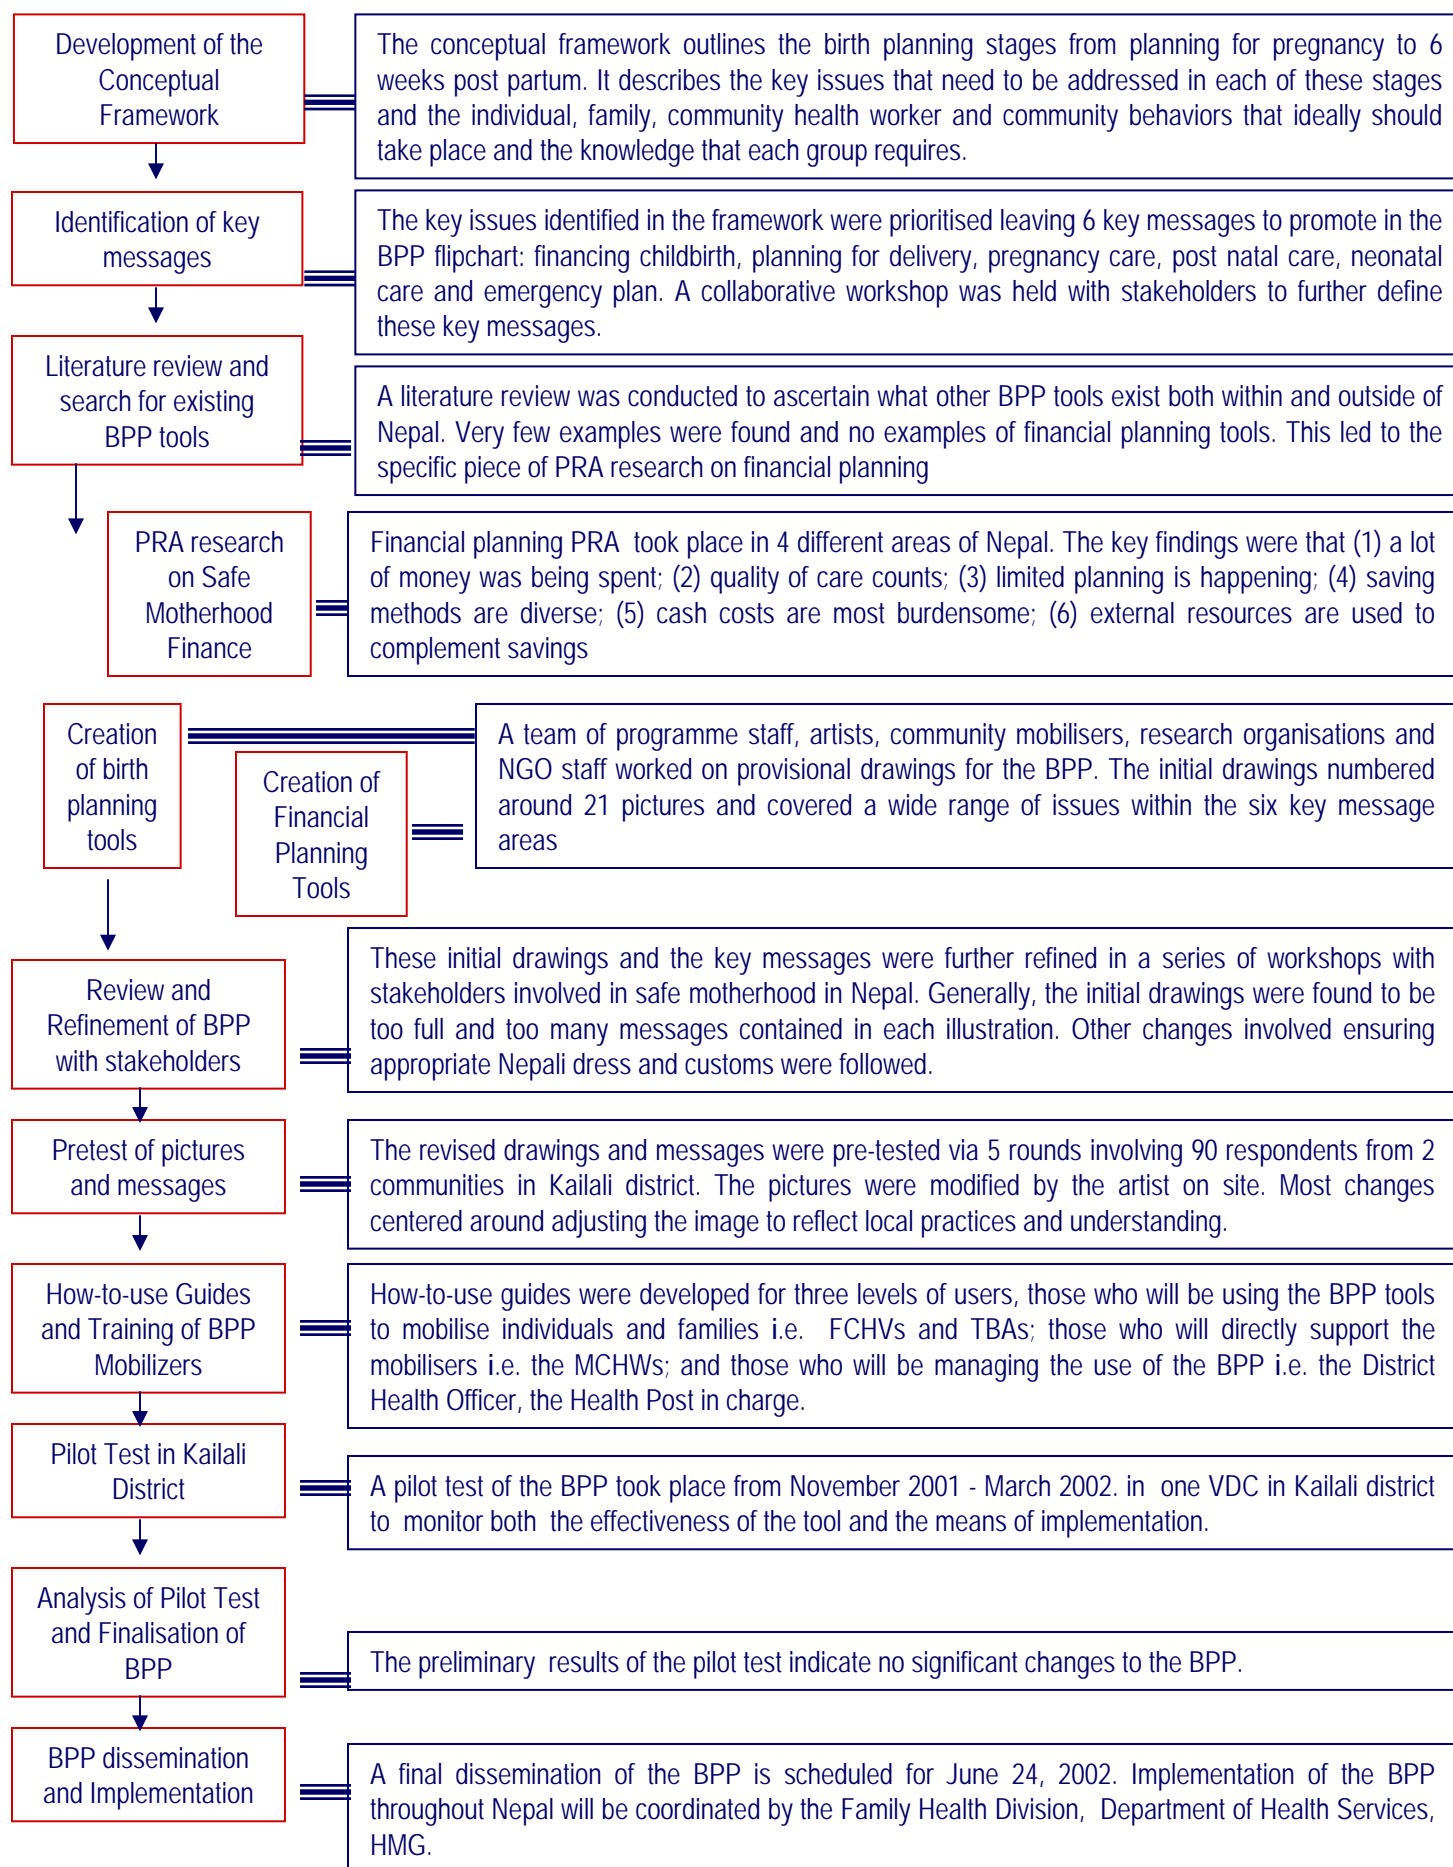 Development of the
Conceptual
Framework
The conceptual framework outlines the birth planning stages from planning for pregnancy to 6
weeks post partum. It describes the key issues that need to be addressed in each of these stages
and the individual, family, community health worker and community behaviors that ideally should
take place and the knowledge that each group requires.
Identification of key
messages
The key issues identified in the framework were prioritised leaving 6 key messages to promote in the
BPP flipchart: financing childbirth, planning for delivery, pregnancy care, post natal care, neonatal
care and emergency plan. A collaborative workshop was held with stakeholders to further define
these key messages.
Literature review and
search for existing
BPP tools
A literature review was conducted to ascertain what other BPP tools exist both within and outside of
Nepal. Very few examples were found and no examples of financial planning tools. This led to the
specific piece of PRA research on financial planning
PRA research
on Safe
Motherhood
Finance
Financial planning PRA took place in 4 different areas of Nepal. The key findings were that (1) a lot
of money was being spent; (2) quality of care counts; (3) limited planning is happening; (4) saving
methods are diverse; (5) cash costs are most burdensome; (6) external resources are used to
complement savings
Creation
of birth
planning
tools
Creation of
Financial
Planning
Tools
A team of programme staff, artists, community mobilisers, research organisations and
NGO staff worked on provisional drawings for the BPP. The initial drawings numbered
around 21 pictures and covered a wide range of issues within the six key message
areas
Review and
Refinement of BPP
with stakeholders
These initial drawings and the key messages were further refined in a series of workshops with
stakeholders involved in safe motherhood in Nepal. Generally, the initial drawings were found to be
too full and too many messages contained in each illustration. Other changes involved ensuring
appropriate Nepali dress and customs were followed.
Pretest of pictures
and messages
The revised drawings and messages were pre-tested via 5 rounds involving 90 respondents from 2
communities in Kailali district. The pictures were modified by the artist on site. Most changes
centered around adjusting the image to reflect local practices and understanding.
How-to-use Guides
and Training of BPP
Mobilizers
How-to-use guides were developed for three levels of users, those who will be using the BPP tools
to mobilise individuals and families i.e. FCHVs and TBAs; those who will directly support the
mobilisers i.e. the MCHWs; and those who will be managing the use of the BPP i.e. the District
Health Officer, the Health Post in charge.
Pilot Test in Kailali
District
A pilot test of the BPP took place from November 2001 - March 2002. in one VDC in Kailali district
to monitor both the effectiveness of the tool and the means of implementation.
Analysis of Pilot Test
and Finalisation of
BPP
The preliminary results of the pilot test indicate no significant changes to the BPP.
BPP dissemination
and Implementation
A final dissemination of the BPP is scheduled for June 24, 2002. Implementation of the BPP
throughout Nepal will be coordinated by the Family Health Division, Department of Health Services,
HMG.